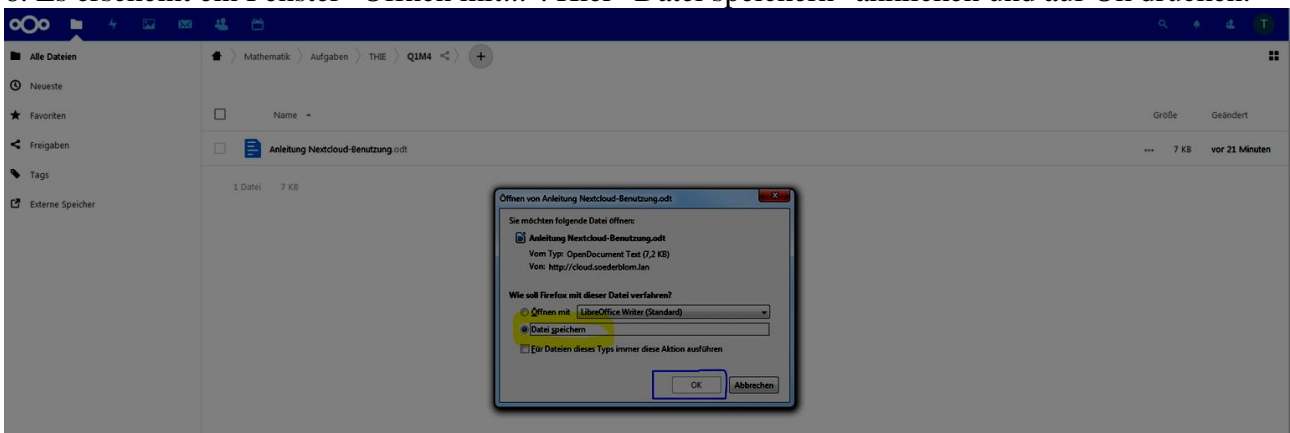 Alle Dateien
Mathematik Aufgaben THIE Q1M4
Neueste
Favoriten
Name Größe Geändert
Freigaben
Anleitung Nextcloud-Benutzung.odt 7 KB vor 21 Minuten
Tags
1 Datei 7 KB
Externe Speicher
T
Öffnen von Anleitung Nextcloud-Benutzung.odt
Sie möchten folgende Datei öffnen:
Anleitung Nextcloud-Benutzung.odt
Vom Typ: OpenDocument Text (7,2 KB)
Von: http://cloud.soederblom.lan
Wie soll Firefox mit dieser Datei verfahren?
Öffnen mit LibreOffice Writer (Standard)
Datei speichern
Für Dateien dieses Typs immer diese Aktion ausführen
OK Abbrechen